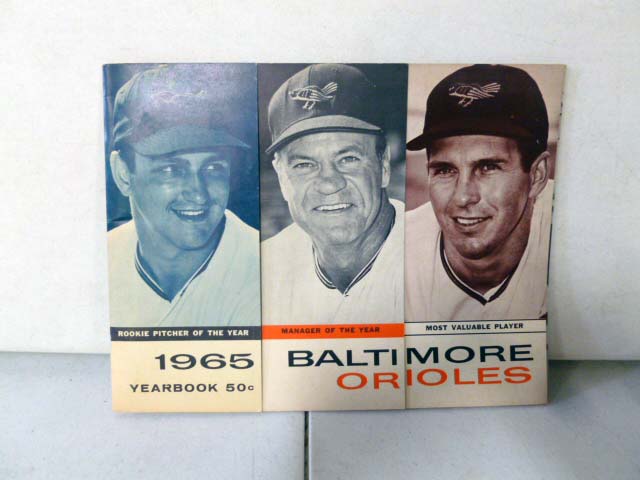 ROOKIE PITCHER OF THE YEAR
MANAGER OF THE YEAR
MOST VALUABLE PLAYER
1965
YEARBOOK 50c
BALTIMORE
ORIOLES